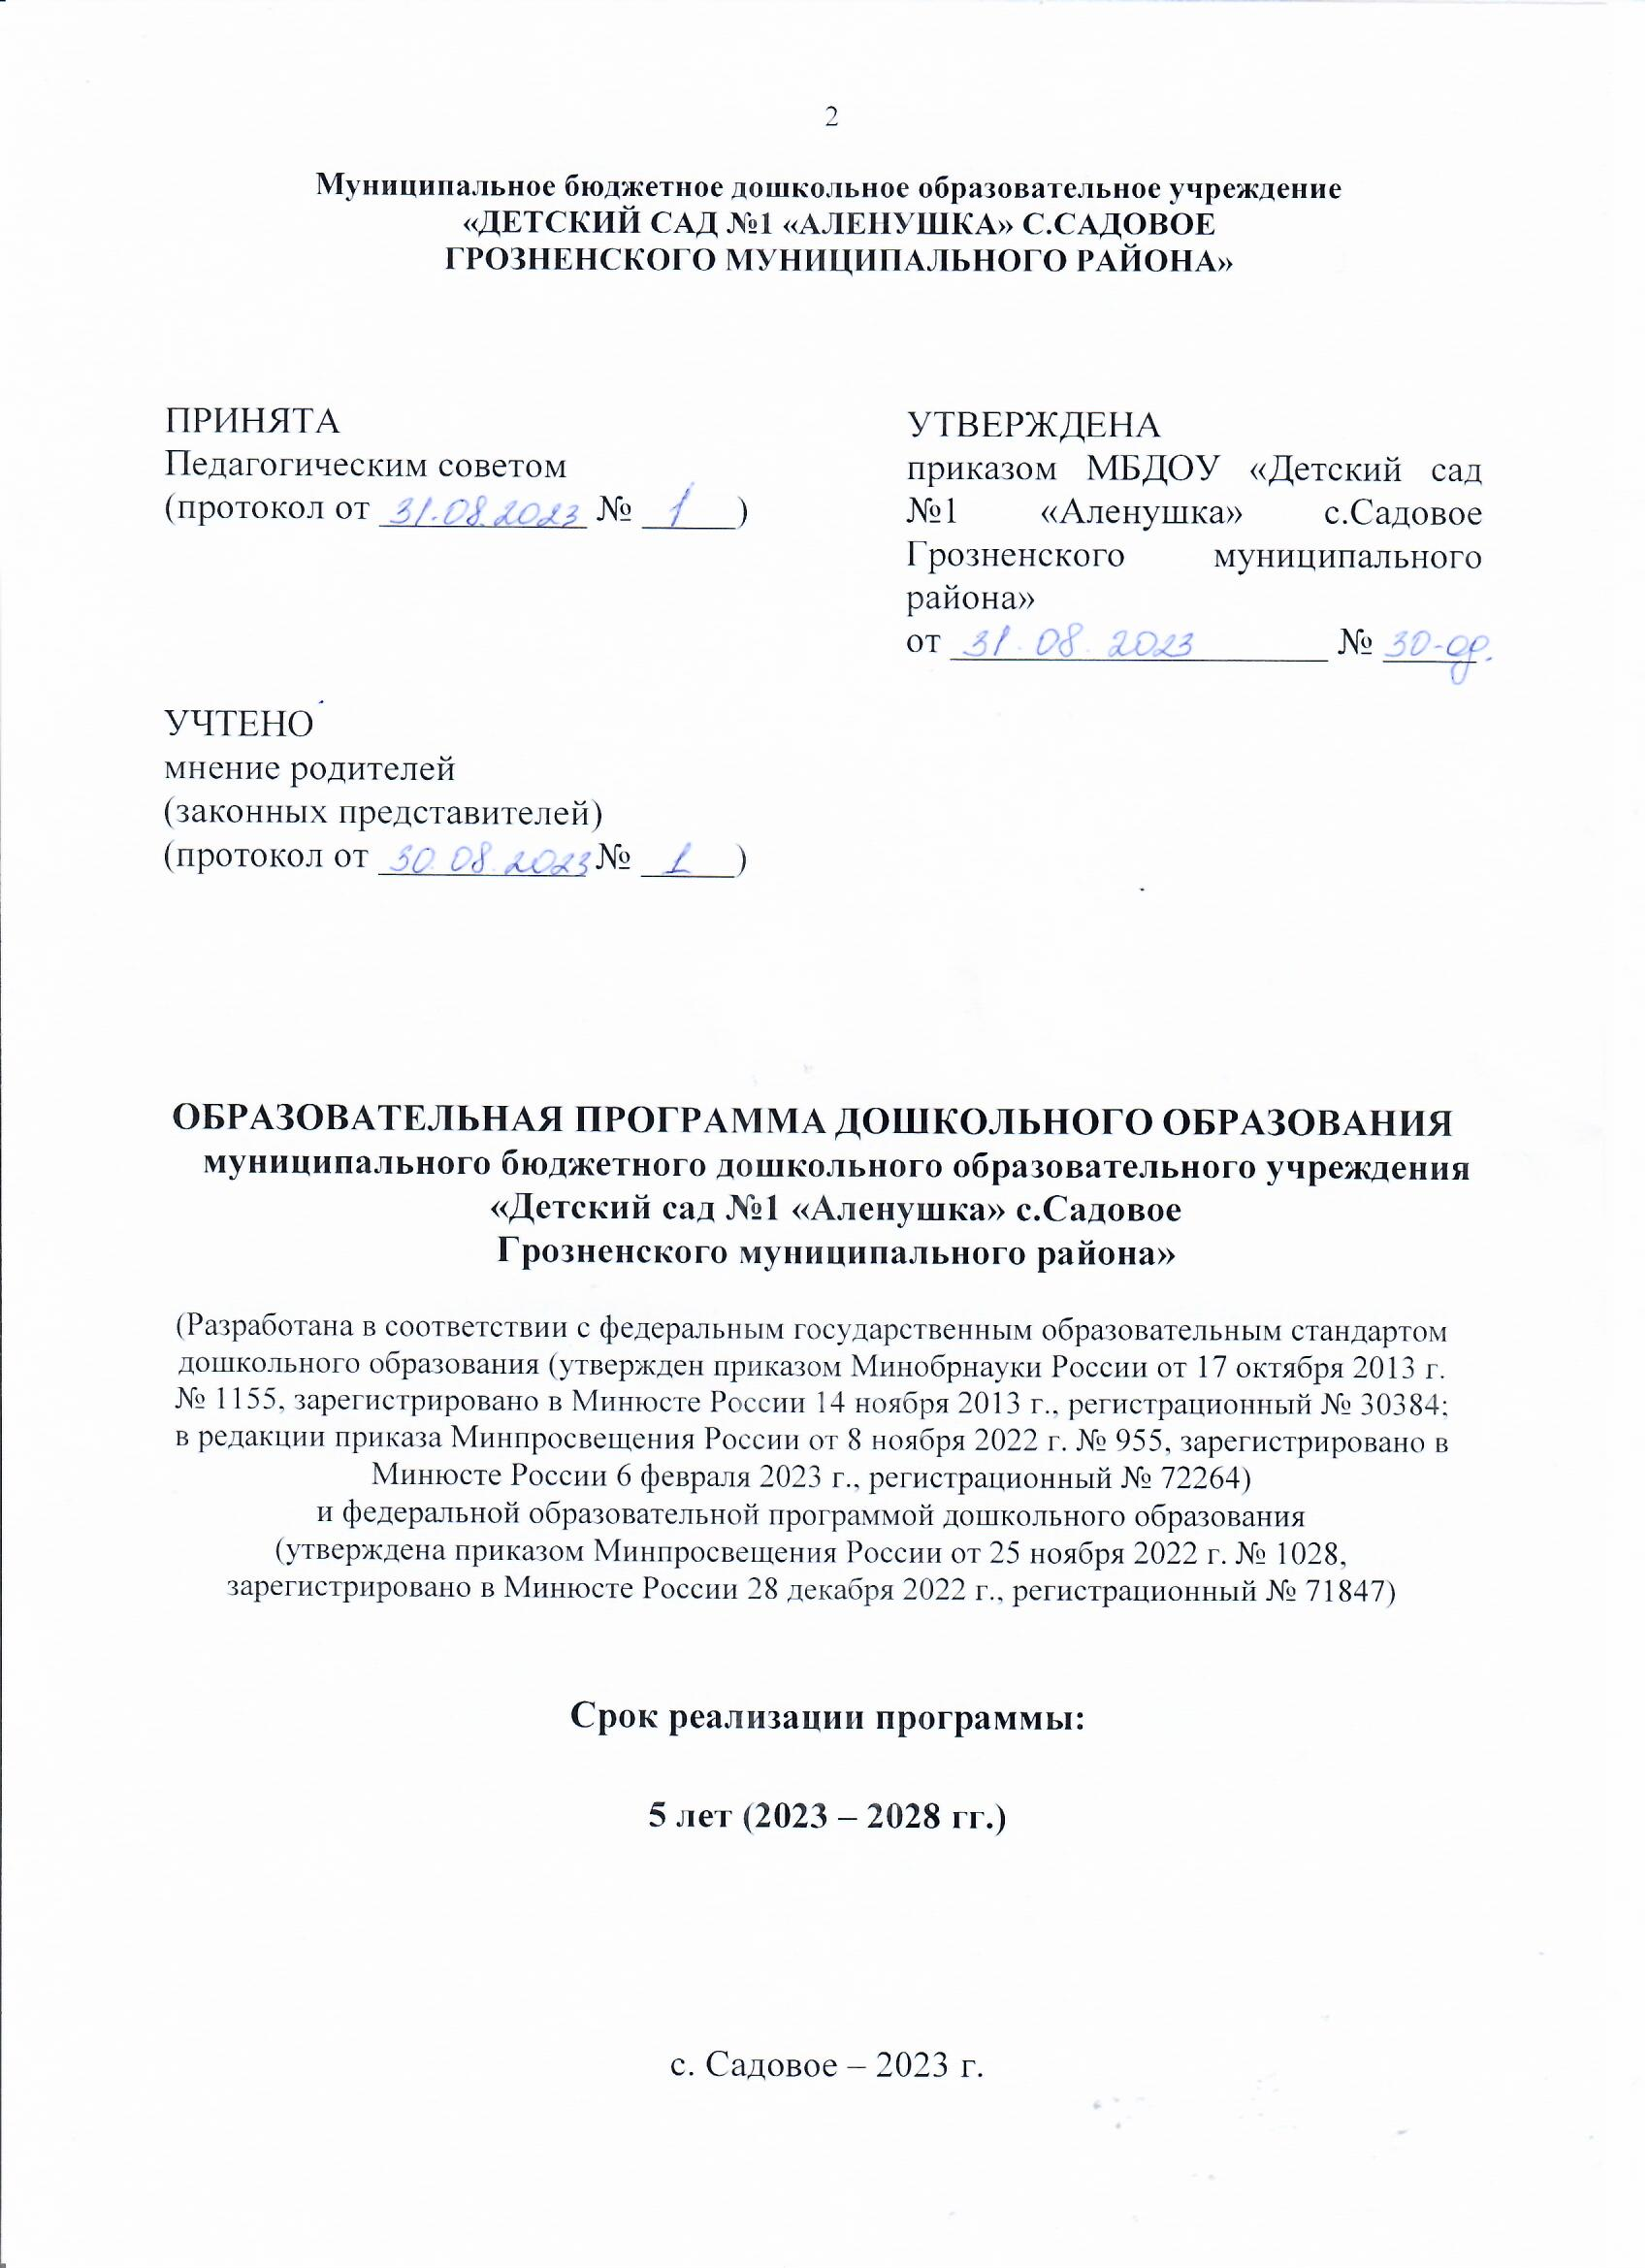 2
Муниципальное бюджетное дошкольное образовательное учреждение
«ДЕТСКИЙ САД №1 «АЛЕНУШКА» С.САДОВОЕ
ГРОЗНЕНСКОГО МУНИЦИПАЛЬНОГО РАЙОНА»
ПРИНЯТА
Педагогическим советом
(протокол от 31.08.2023 № 1)
УТВЕРЖДЕНА
приказом МБДОУ «Детский сад
№1 «Аленушка» с.Садовое
Грозненского муниципального
района»
от 31.08.2023 № 30-др.
УЧТЕНО
мнение родителей
(законных представителей)
(протокол от 30.08.2023 № 1)
ОБРАЗОВАТЕЛЬНАЯ ПРОГРАММА ДОШКОЛЬНОГО ОБРАЗОВАНИЯ
муниципального бюджетного дошкольного образовательного учреждения
«Детский сад №1 «Аленушка» с.Садовое
Грозненского муниципального района»
(Разработана в соответствии с федеральным государственным образовательным стандартом
дошкольного образования (утвержден приказом Минобрнауки России от 17 октября 2013 г.
№ 1155, зарегистрировано в Минюсте России 14 ноября 2013 г., регистрационный № 30384;
в редакции приказа Минпросвещения России от 8 ноября 2022 г. № 955, зарегистрировано в
Минюсте России 6 февраля 2023 г., регистрационный № 72264)
и федеральной образовательной программой дошкольного образования
(утверждена приказом Минпросвещения России от 25 ноября 2022 г. № 1028,
зарегистрировано в Минюсте России 28 декабря 2022 г., регистрационный № 71847)
Срок реализации программы:
5 лет (2023 – 2028 гг.)
с. Садовое – 2023 г.